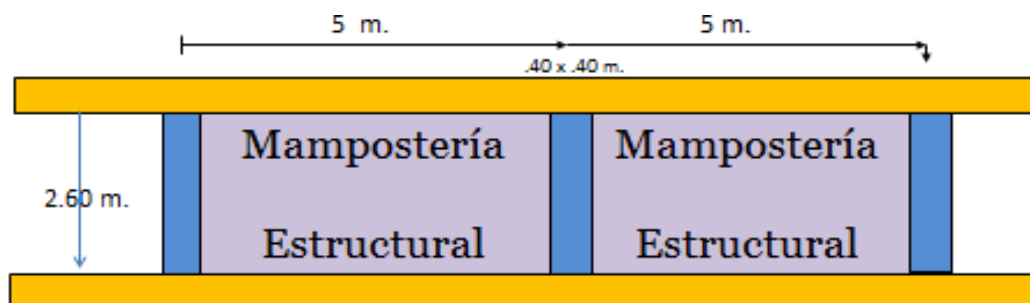 5 m.
5 m.
.40 x .40 m.
Mampostería
Estructural
Mampostería
Estructural
2.60 m.